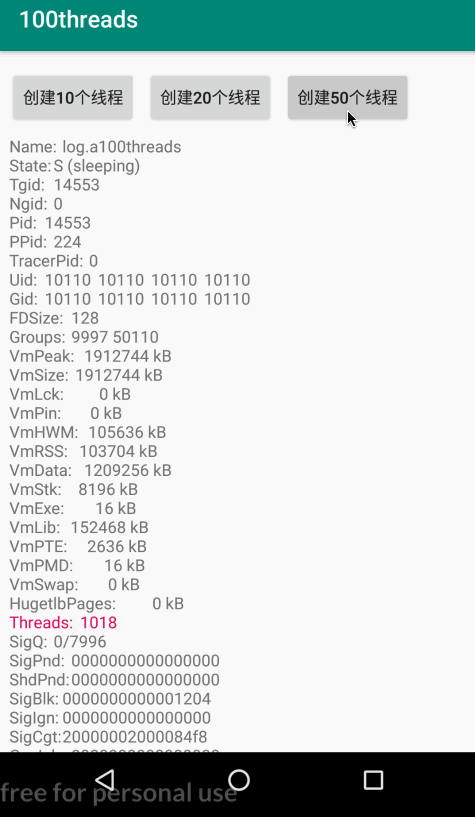 100threads
创建10个线程 创建20个线程 创建50个线程
Name: log.a100threads
State: S (sleeping)
Tgid: 14553
Ngid: 0
Pid: 14553
PPid: 224
TracerPid: 0
Uid: 10110 10110 10110 10110
Gid: 10110 10110 10110 10110
FDSize: 128
Groups: 9997 50110
VmPeak: 1912744 kB
VmSize: 1912744 kB
VmLck: 0 kB
VmPin: 0 kB
VmHWM: 105636 kB
VmRSS: 103704 kB
VmData: 1209256 kB
VmStk: 8196 kB
VmExe: 16 kB
VmLib: 152468 kB
VmPTE: 2636 kB
VmPMD: 16 kB
VmSwap: 0 kB
HugetlbPages: 0 kB
Threads: 1018
SigQ: 0/7996
SigPnd: 0000000000000000
ShdPnd: 0000000000000000
SigBlk: 0000000000001204
SigIgn: 0000000000000000
SigCgt: 20000002000084f8
free for personal use